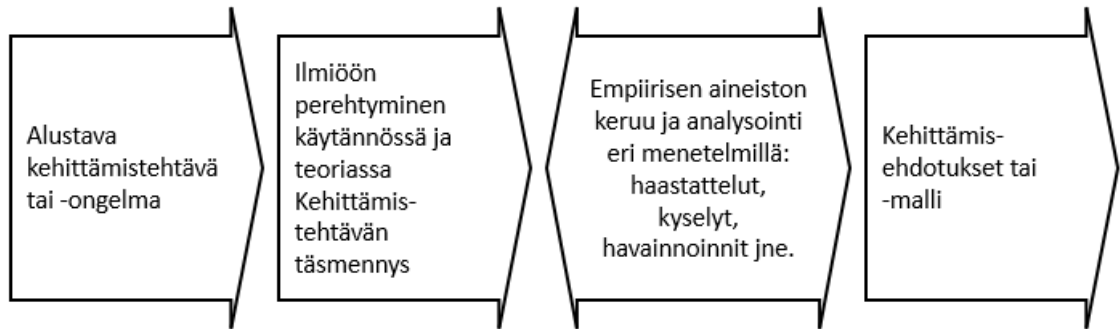 Alustava
kehittämistehtävä
tai -ongelma
Ilmiöön
perehtyminen
käytännössä ja
teoriassa
Kehittämis-
tehtävän
täsmennys
Empiirisen aineiston
keruu ja analysointi
eri menetelmillä:
haastattelut,
kyselyt,
havainnoinnit jne.
Kehittämis-
ehdotukset tai
-malli